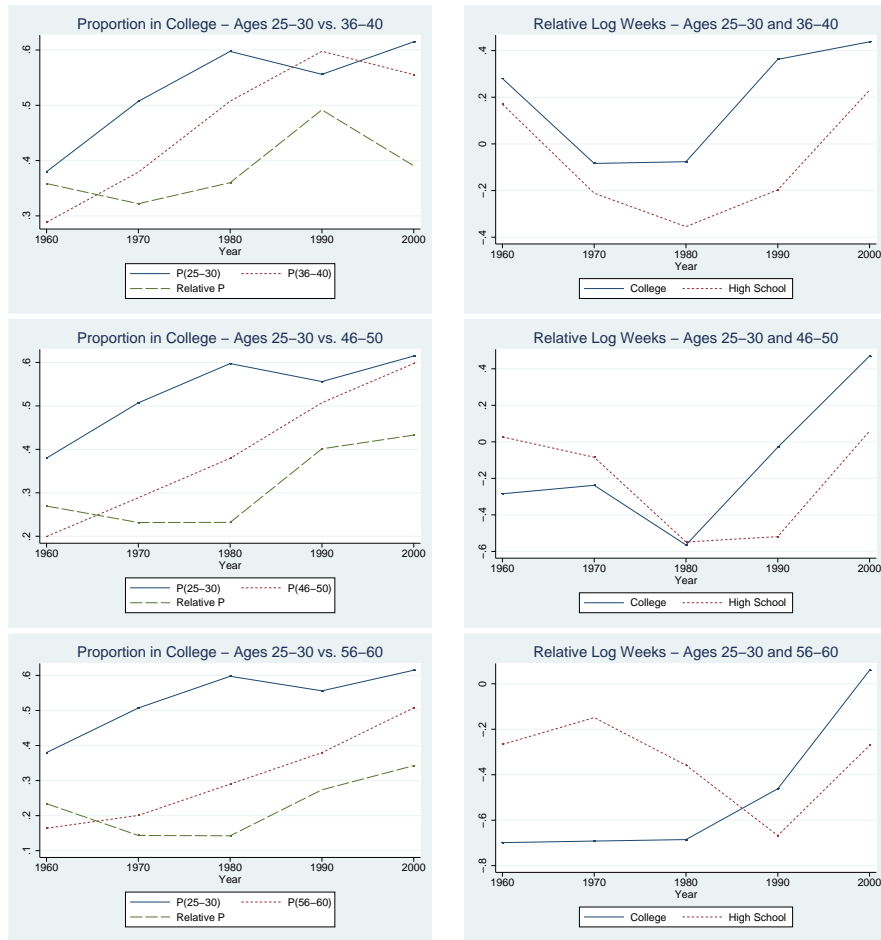 Proportion in College – Ages 25–30 vs. 36–40
.6
.5
.4
.3
1960 1970 1980 1990 2000
Year
P(25–30) P(36–40)
Relative P
Relative Log Weeks – Ages 25–30 and 36–40
.4
.2
0
–.2
–.4
1960 1970 1980 1990 2000
Year
College High School
Proportion in College – Ages 25–30 vs. 46–50
.6
.5
.4
.3
.2
1960 1970 1980 1990 2000
Year
P(25–30) P(46–50)
Relative P
Relative Log Weeks – Ages 25–30 and 46–50
.4
.2
0
–.2
–.4
–.6
1960 1970 1980 1990 2000
Year
College High School
Proportion in College – Ages 25–30 vs. 56–60
.6
.5
.4
.3
.2
.1
1960 1970 1980 1990 2000
Year
P(25–30) P(56–60)
Relative P
Relative Log Weeks – Ages 25–30 and 56–60
0
–.2
–.4
–.6
–.8
1960 1970 1980 1990 2000
Year
College High School